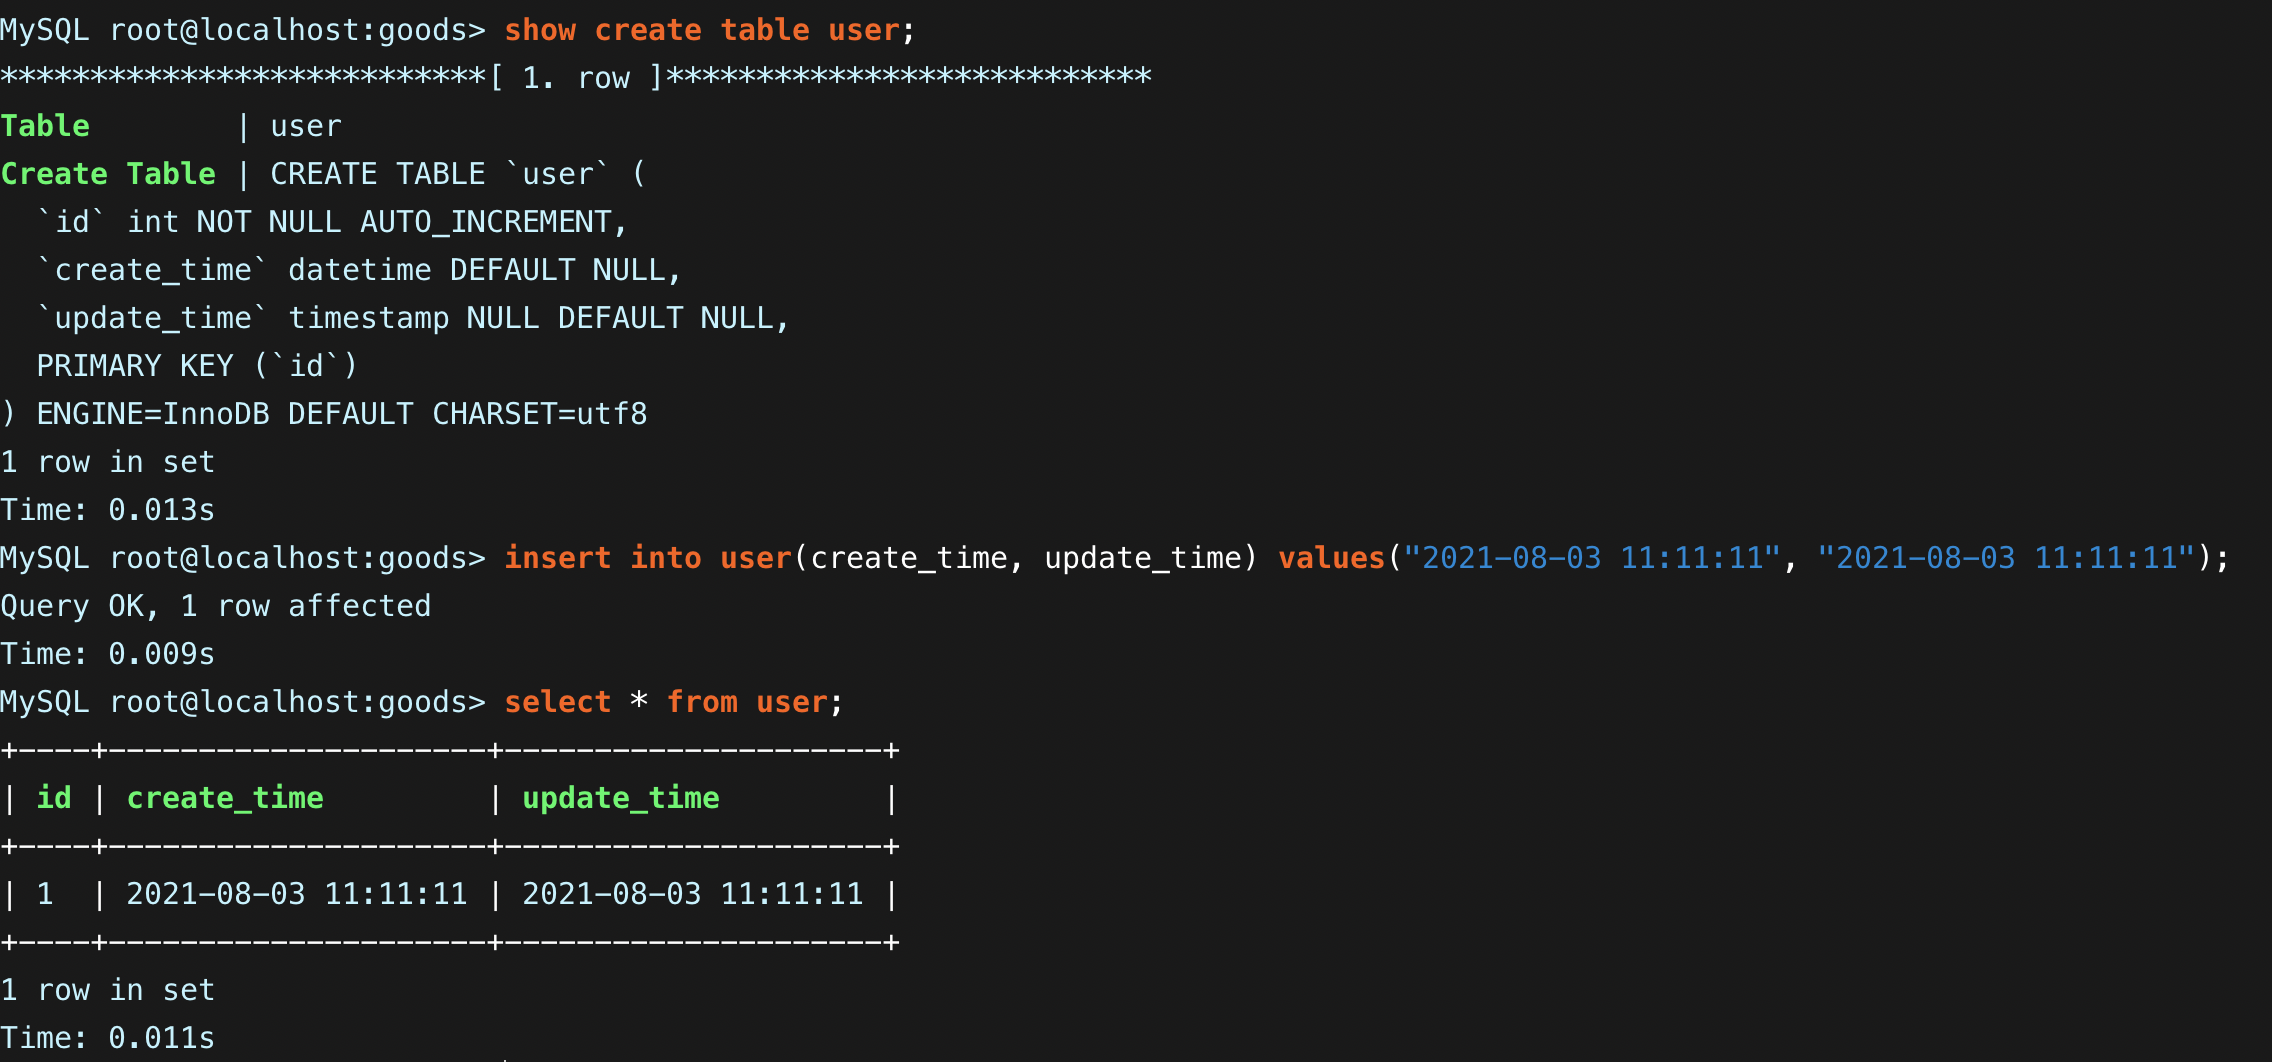 MySQL root@localhost:goods> show create table user;
***************************[ 1. row ]***************************
Table        | user
Create Table | CREATE TABLE `user` (
  `id` int NOT NULL AUTO_INCREMENT,
  `create_time` datetime DEFAULT NULL,
  `update_time` timestamp NULL DEFAULT NULL,
  PRIMARY KEY (`id`)
) ENGINE=InnoDB DEFAULT CHARSET=utf8
1 row in set
Time: 0.013s
MySQL root@localhost:goods> insert into user(create_time, update_time) values("2021-08-03 11:11:11", "2021-08-03 11:11:11");
Query OK, 1 row affected
Time: 0.009s
MySQL root@localhost:goods> select * from user;
+----+---------------------+---------------------+
| id | create_time         | update_time         |
+----+---------------------+---------------------+
| 1  | 2021-08-03 11:11:11 | 2021-08-03 11:11:11 |
+----+---------------------+---------------------+
1 row in set
Time: 0.011s